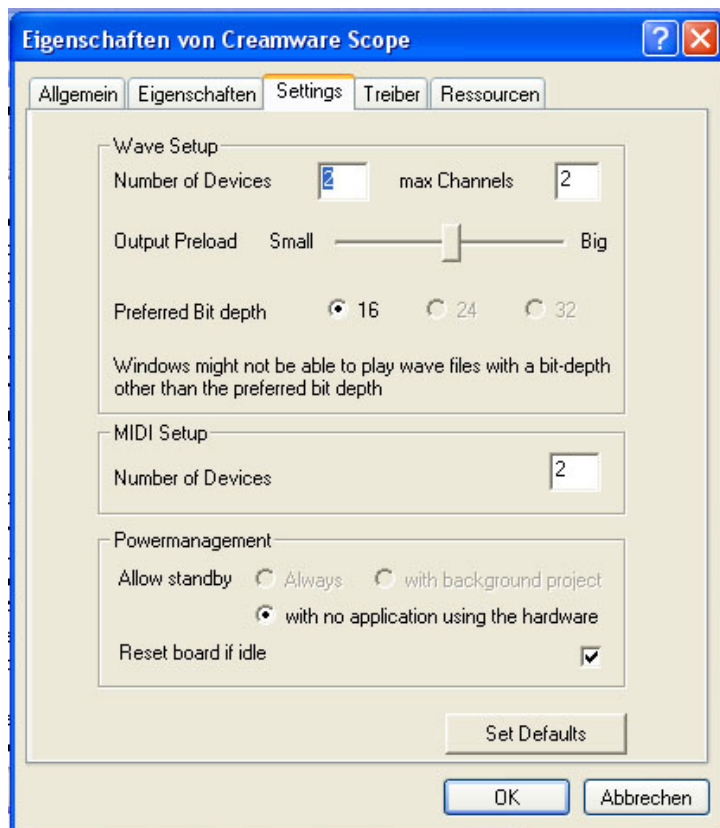 Eigenschaften von Creamware Scope
Allgemein Eigenschaften Settings Treiber Ressourcen
Wave Setup
Number of Devices 2 max Channels 2
Output Preload Small Big
Preferred Bit depth 16 24 32
Windows might not be able to play wave files with a bit-depth
other than the preferred bit depth
MIDI Setup
Number of Devices 2
Powermanagement
Allow standby Always with background project
with no application using the hardware
Reset board if idle
Set Defaults
OK Abbrechen